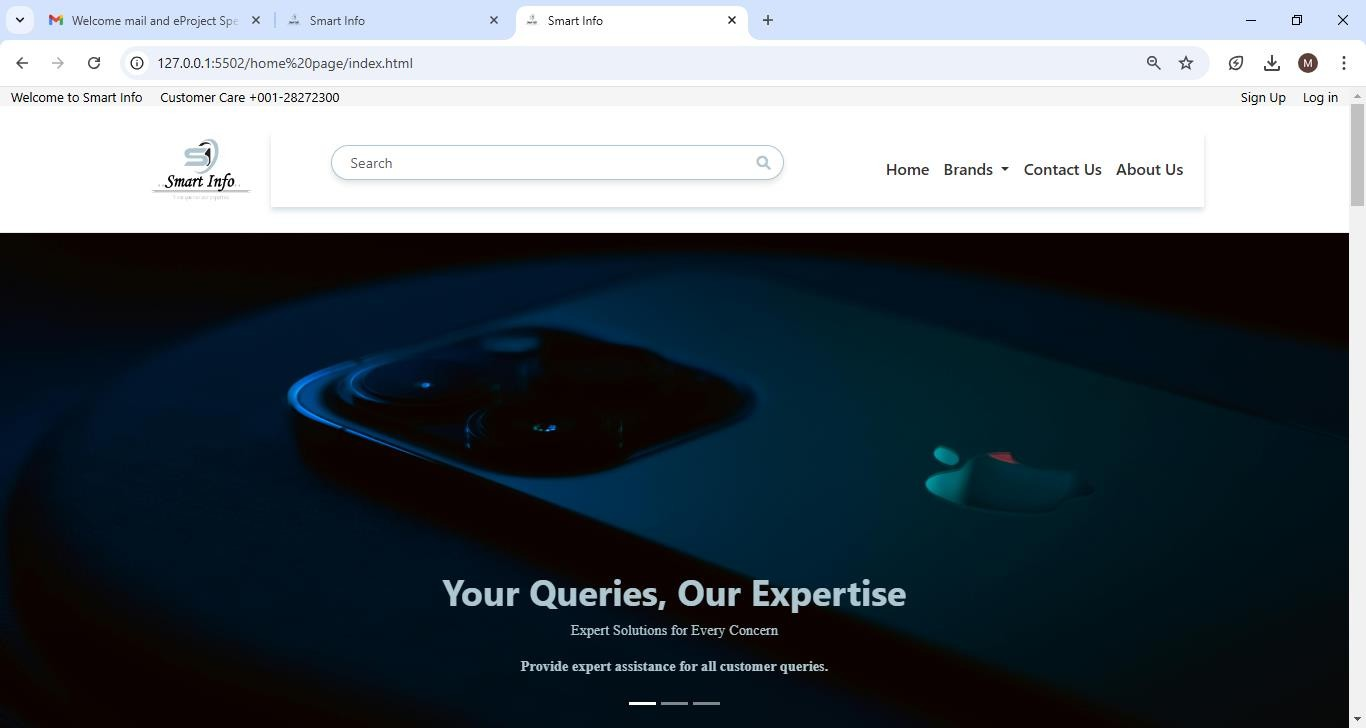 Welcome mail and eProject Spe
Smart Info
Smart Info
127.0.0.1:5502/home%20page/index.html
M
Welcome to Smart Info Customer Care +001-28272300
Sign Up Log in
Smart Info
Search
Home Brands Contact Us About Us
Your Queries, Our Expertise
Expert Solutions for Every Concern
Provide expert assistance for all customer queries.